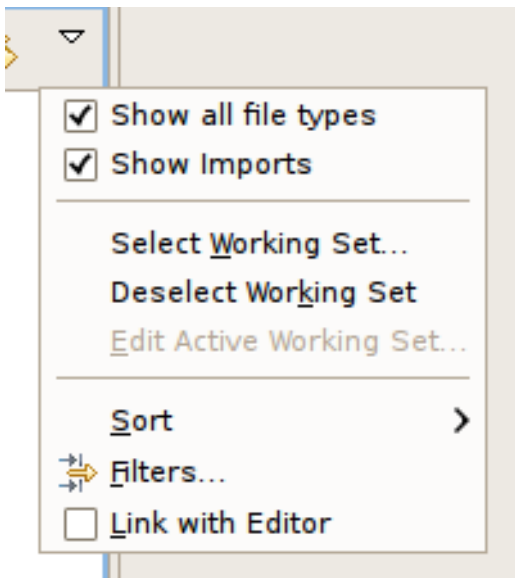 Show all file types
Show Imports
Select Working Set...
Deselect Working Set
Edit Active Working Set...
Sort
Filters...
Link with Editor